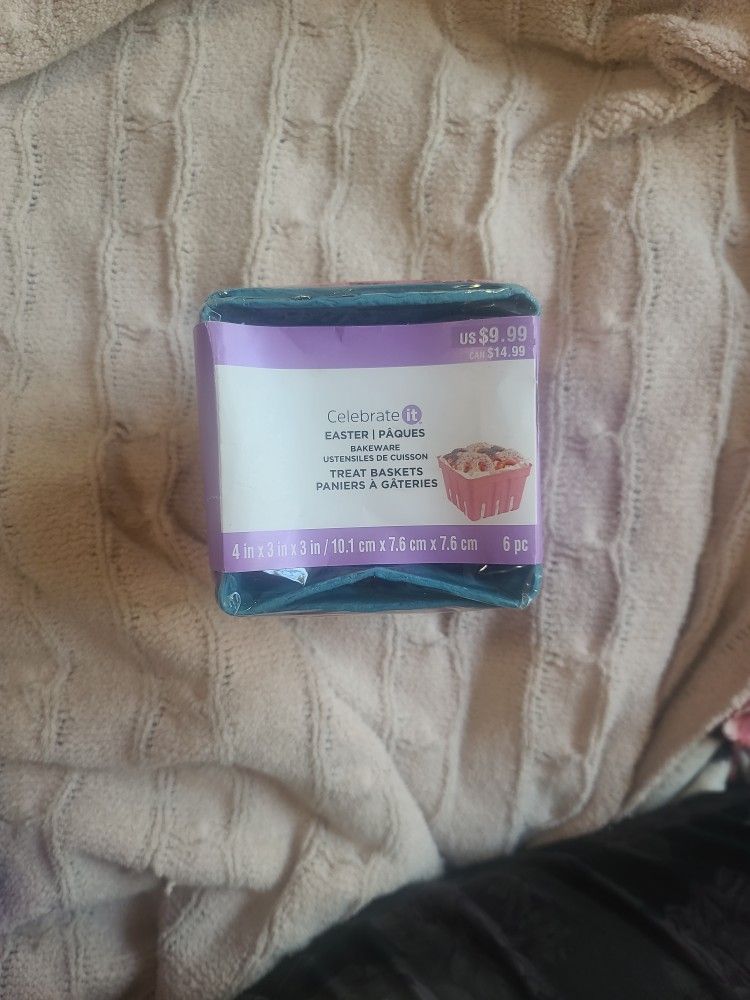 US $9.99
CAN $14.99
Celebrate it
EASTER | PÂQUES
BAKEWARE
USTENSILES DE CUISSON
TREAT BASKETS
PANIERS À GÂTERIES
4 in x 3 in x 3 in / 10.1 cm x 7.6 cm x 7.6 cm 6 pc